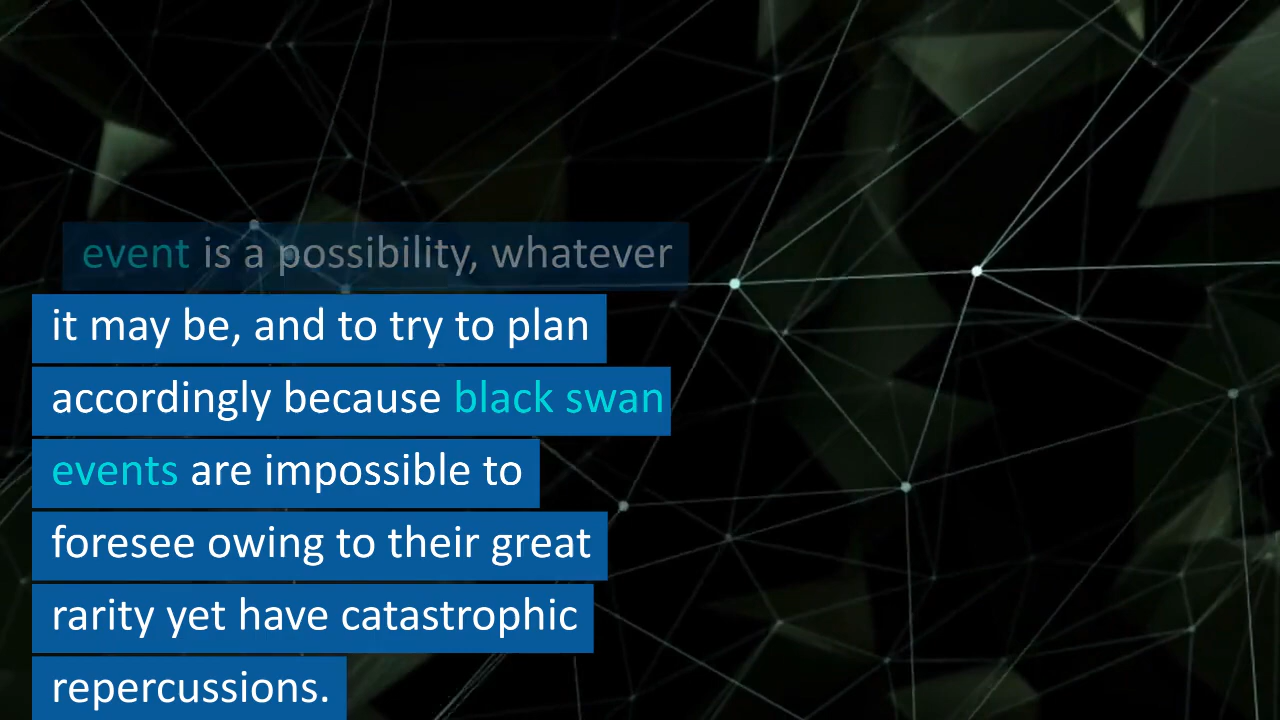 event is a possibility, whatever
it may be, and to try to plan
accordingly because black swan
events are impossible to
foresee owing to their great
rarity yet have catastrophic
repercussions.